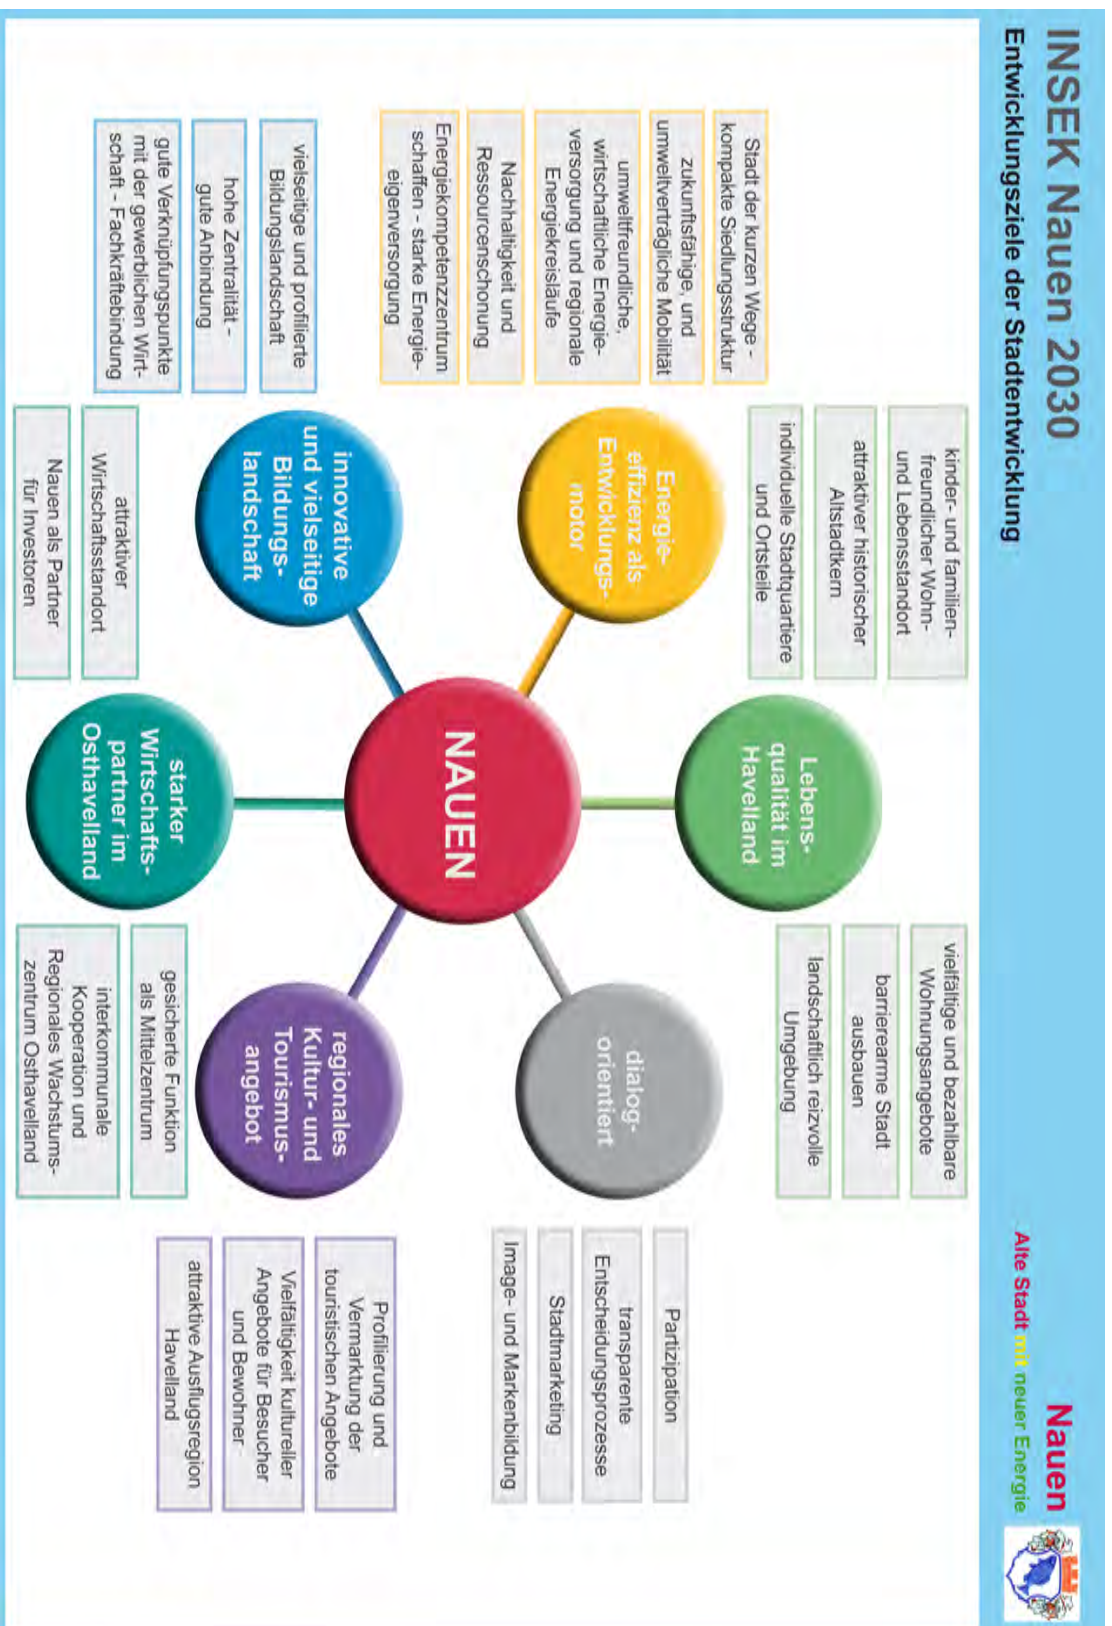 INSEK Nauen 2030
Entwicklungsziele der Stadtentwicklung
Nauen
Alte Stadt mit neuer Energie
kinder- und familien-
freundlicher Wohn-
und Lebensstandort
attraktiver historischer
Altstadtkern
individuelle Stadtquartiere
und Ortsteile
Lebens-
qualität im
Havelland
vielfältige und bezahlbare
Wohnungsangebote
barrierearme Stadt
ausbauen
landschaftlich reizvolle
Umgebung
Stadt der kurzen Wege -
kompakte Siedlungsstruktur
zukunftsfähige, und
umweltverträgliche Mobilität
umweltfreundliche,
wirtschaftliche Energie-
versorgung und regionale
Energiekreisläufe
Nachhaltigkeit und
Ressourcenschonung
Energiekompetenzzentrum
schaffen - starke Energie-
eigenversorgung
Energie-
effizienz als
Entwicklungs-
motor
NAUEN
dialog-
orientiert
Partizipation
transparente
Entscheidungsprozesse
Stadtmarketing
Image- und Markenbildung
vielseitige und profilierte
Bildungslandschaft
hohe Zentralität -
gute Anbindung
gute Verknüpfungspunkte
mit der gewerblichen Wirt-
schaft - Fachkräftebindung
innovative
und vielseitige
Bildungs-
landschaft
regionales
Kultur- und
Tourismus-
angebot
Profilierung und
Vermarktung der
touristischen Angebote
Vielfältigkeit kultureller
Angebote für Besucher
und Bewohner
attraktive Ausflugsregion
Havelland
attraktiver
Wirtschaftsstandort
Nauen als Partner
für Investoren
starker
Wirtschafts-
partner im
Osthavelland
gesicherte Funktion
als Mittelzentrum
interkommunale
Kooperation und
Regionales Wachstums-
zentrum Osthavelland